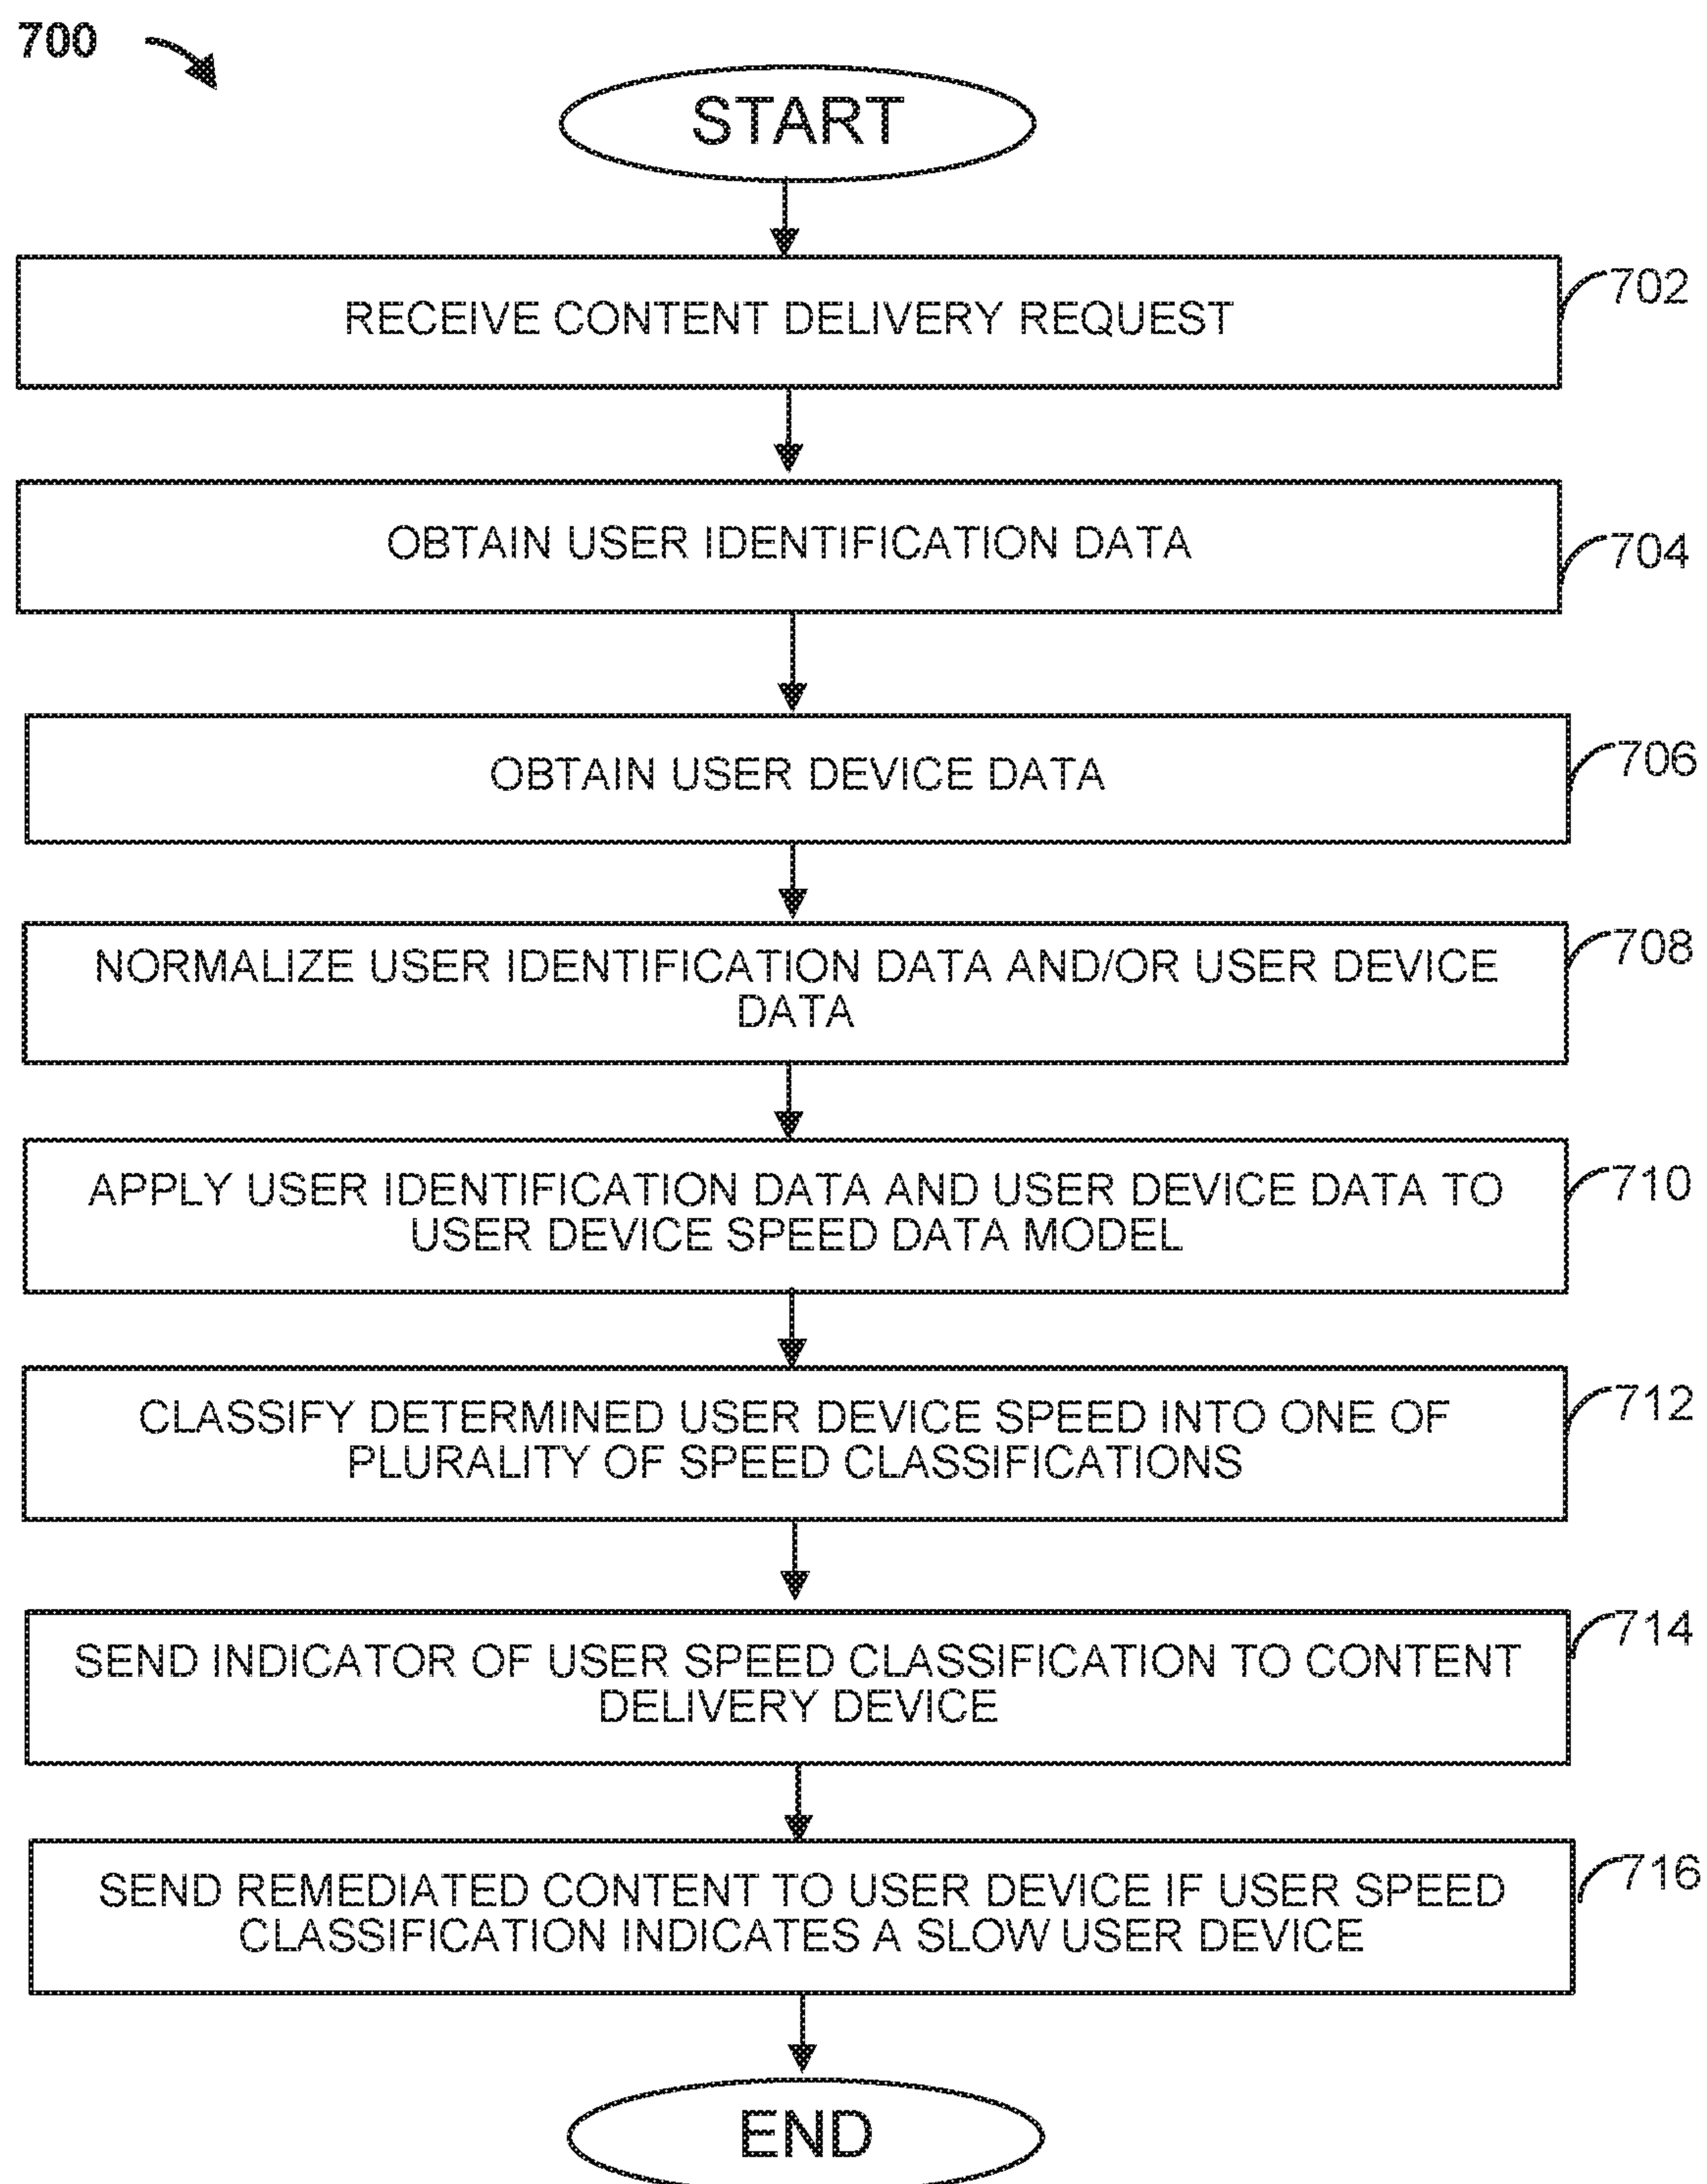 700
START
RECEIVE CONTENT DELIVERY REQUEST
702
OBTAIN USER IDENTIFICATION DATA
704
OBTAIN USER DEVICE DATA
706
NORMALIZE USER IDENTIFICATION DATA AND/OR USER DEVICE
DATA
708
APPLY USER IDENTIFICATION DATA AND USER DEVICE DATA TO
USER DEVICE SPEED DATA MODEL
710
CLASSIFY DETERMINED USER DEVICE SPEED INTO ONE OF
PLURALITY OF SPEED CLASSIFICATIONS
712
SEND INDICATOR OF USER SPEED CLASSIFICATION TO CONTENT
DELIVERY DEVICE
714
SEND REMEDIATED CONTENT TO USER DEVICE IF USER SPEED
CLASSIFICATION INDICATES A SLOW USER DEVICE
716
END